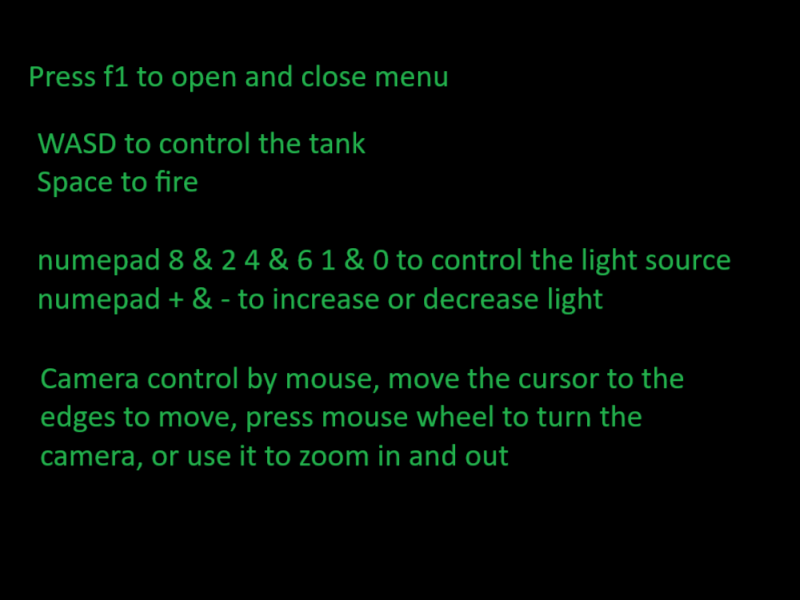 Press f1 to open and close menu
WASD to control the tank
Space to fire
numepad 8 & 2 4 & 6 1 & 0 to control the light source
numepad + & - to increase or decrease light
Camera control by mouse, move the cursor to the
edges to move, press mouse wheel to turn the
camera, or use it to zoom in and out